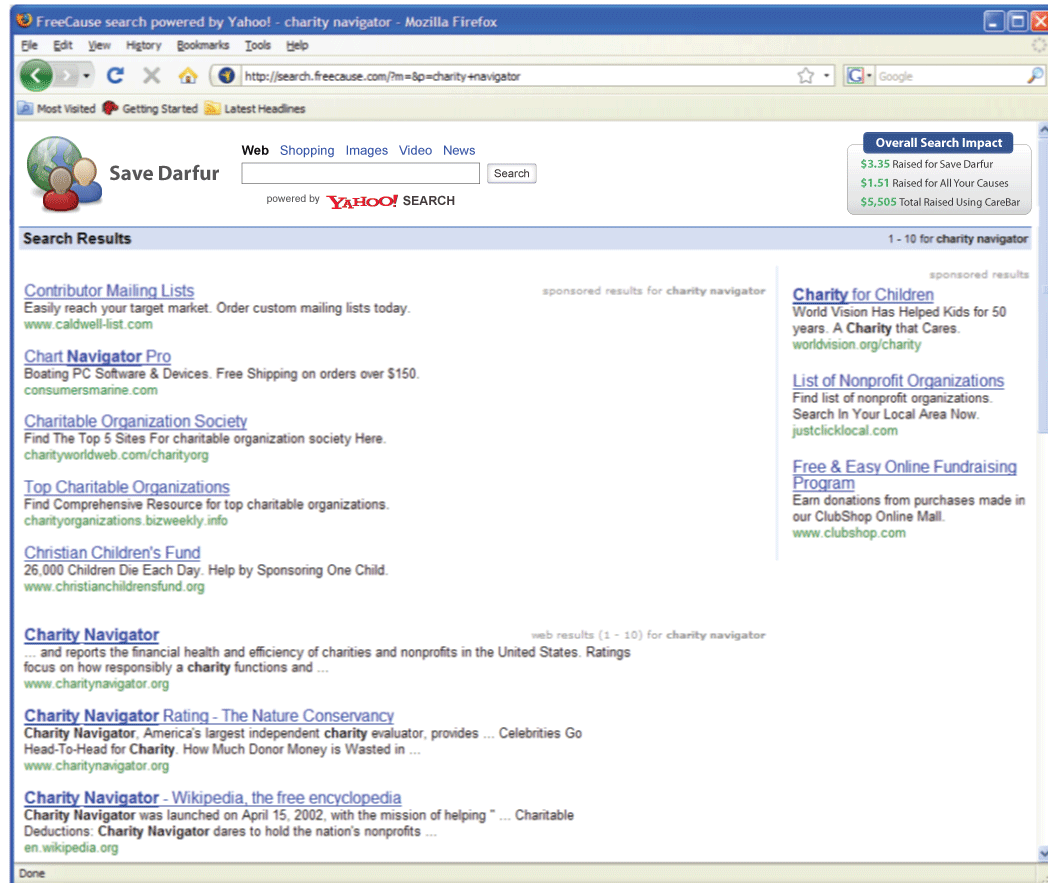 FreeCause search powered by Yahoo! - charity navigator - Mozilla Firefox
File Edit View History Bookmarks Tools Help
http://search.freecause.com/?m=&p=charity+navigator
G Google
Most Visited Getting Started Latest Headlines
Save Darfur
Web Shopping Images Video News
Search
powered by YAHOO! SEARCH
Overall Search Impact
$3.35 Raised for Save Darfur
$1.51 Raised for All Your Causes
$5,505 Total Raised Using CareBar
Search Results
1 - 10 for charity navigator
sponsored results for charity navigator
Contributor Mailing Lists
Easily reach your target market. Order custom mailing lists today.
www.caldwell-list.com
Chart Navigator Pro
Boating PC Software & Devices. Free Shipping on orders over $150.
consumersmarine.com
Charitable Organization Society
Find The Top 5 Sites For charitable organization society Here.
charityworldweb.com/charityorg
Top Charitable Organizations
Find Comprehensive Resource for top charitable organizations.
charityorganizations.bizweekly.info
Christian Children's Fund
26,000 Children Die Each Day. Help by Sponsoring One Child.
www.christianchildrensfund.org
sponsored results
Charity for Children
World Vision Has Helped Kids for 50
years. A Charity that Cares.
worldvision.org/charity
List of Nonprofit Organizations
Find list of nonprofit organizations.
Search In Your Local Area Now.
justclicklocal.com
Free & Easy Online Fundraising
Program
Earn donations from purchases made in
our ClubShop Online Mall.
www.clubshop.com
web results (1 - 10) for charity navigator
Charity Navigator
... and reports the financial health and efficiency of charities and nonprofits in the United States. Ratings
focus on how responsibly a charity functions and ...
www.charitynavigator.org
Charity Navigator Rating - The Nature Conservancy
Charity Navigator, America's largest independent charity evaluator, provides ... Celebrities Go
Head-To-Head for Charity. How Much Donor Money is Wasted in ...
www.charitynavigator.org
Charity Navigator - Wikipedia, the free encyclopedia
Charity Navigator was launched on April 15, 2002, with the mission of helping " ... Charitable
Deductions: Charity Navigator dares to hold the nation's nonprofits ...
en.wikipedia.org
Done